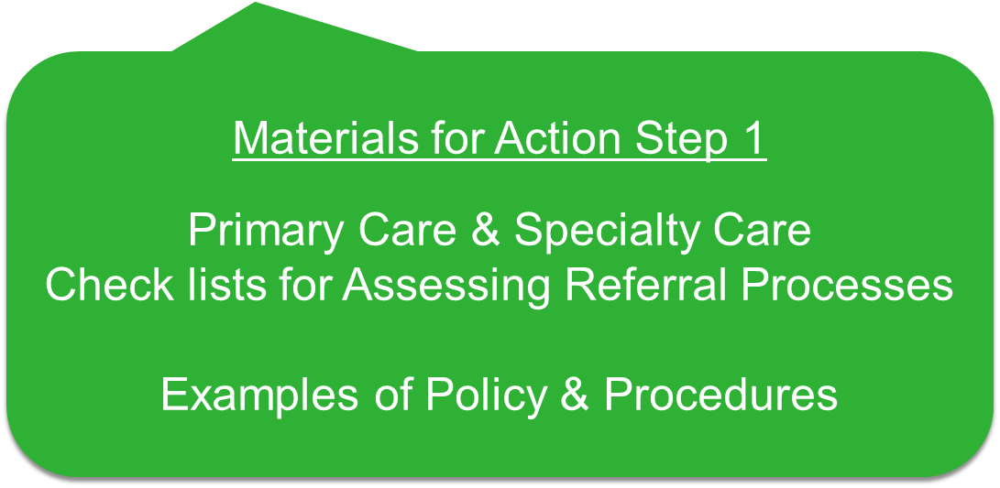 Materials for Action Step 1
Primary Care & Specialty Care
Check lists for Assessing Referral Processes
Examples of Policy & Procedures